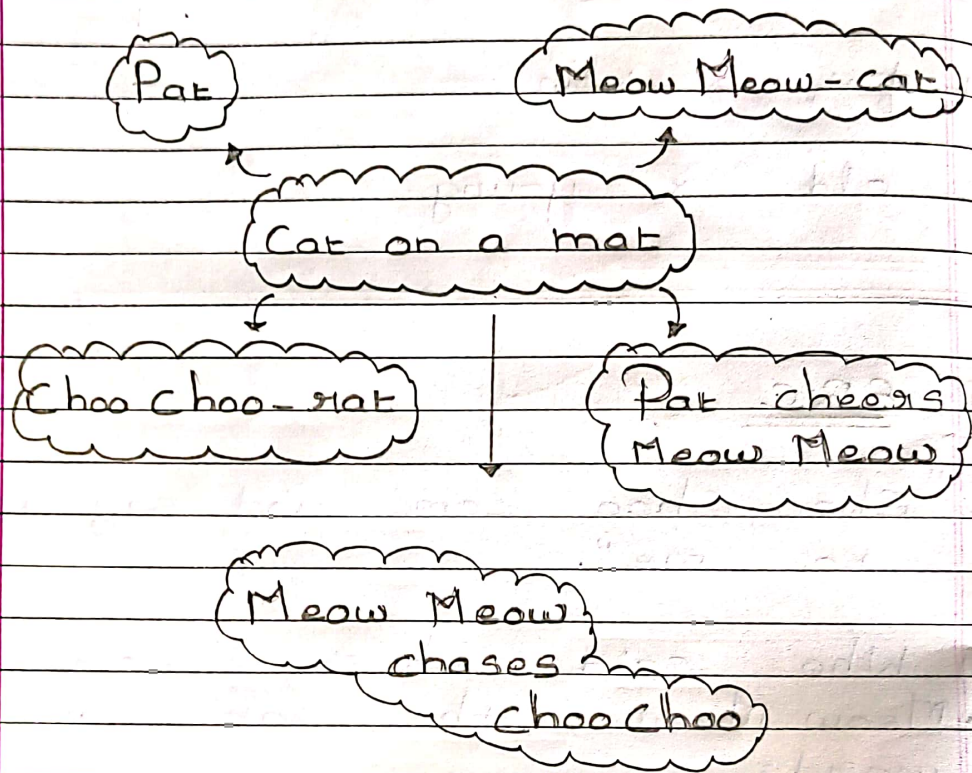 Pat
Meow Meow - cat
Cat on a mat
Choo Choo - rat
Pat cheers
Meow Meow
Meow Meow
chases
Choo Choo